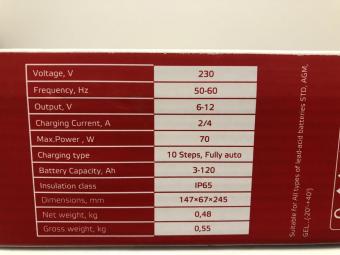 Voltage, V 230
Frequency, Hz 50-60
Output, V 6-12
Charging Current, A 2/4
Max.Power , W 70
Charging type 10 Steps, Fully auto
Battery Capacity, Ah 3-120
Insulation class IP65
Dimensions, mm 147×67×245
Net weight, kg 0,48
Gross weight, kg 0,55
Suitable for All types of lead-acid batteries STD, AGM,
GEL..(-20°+40°)